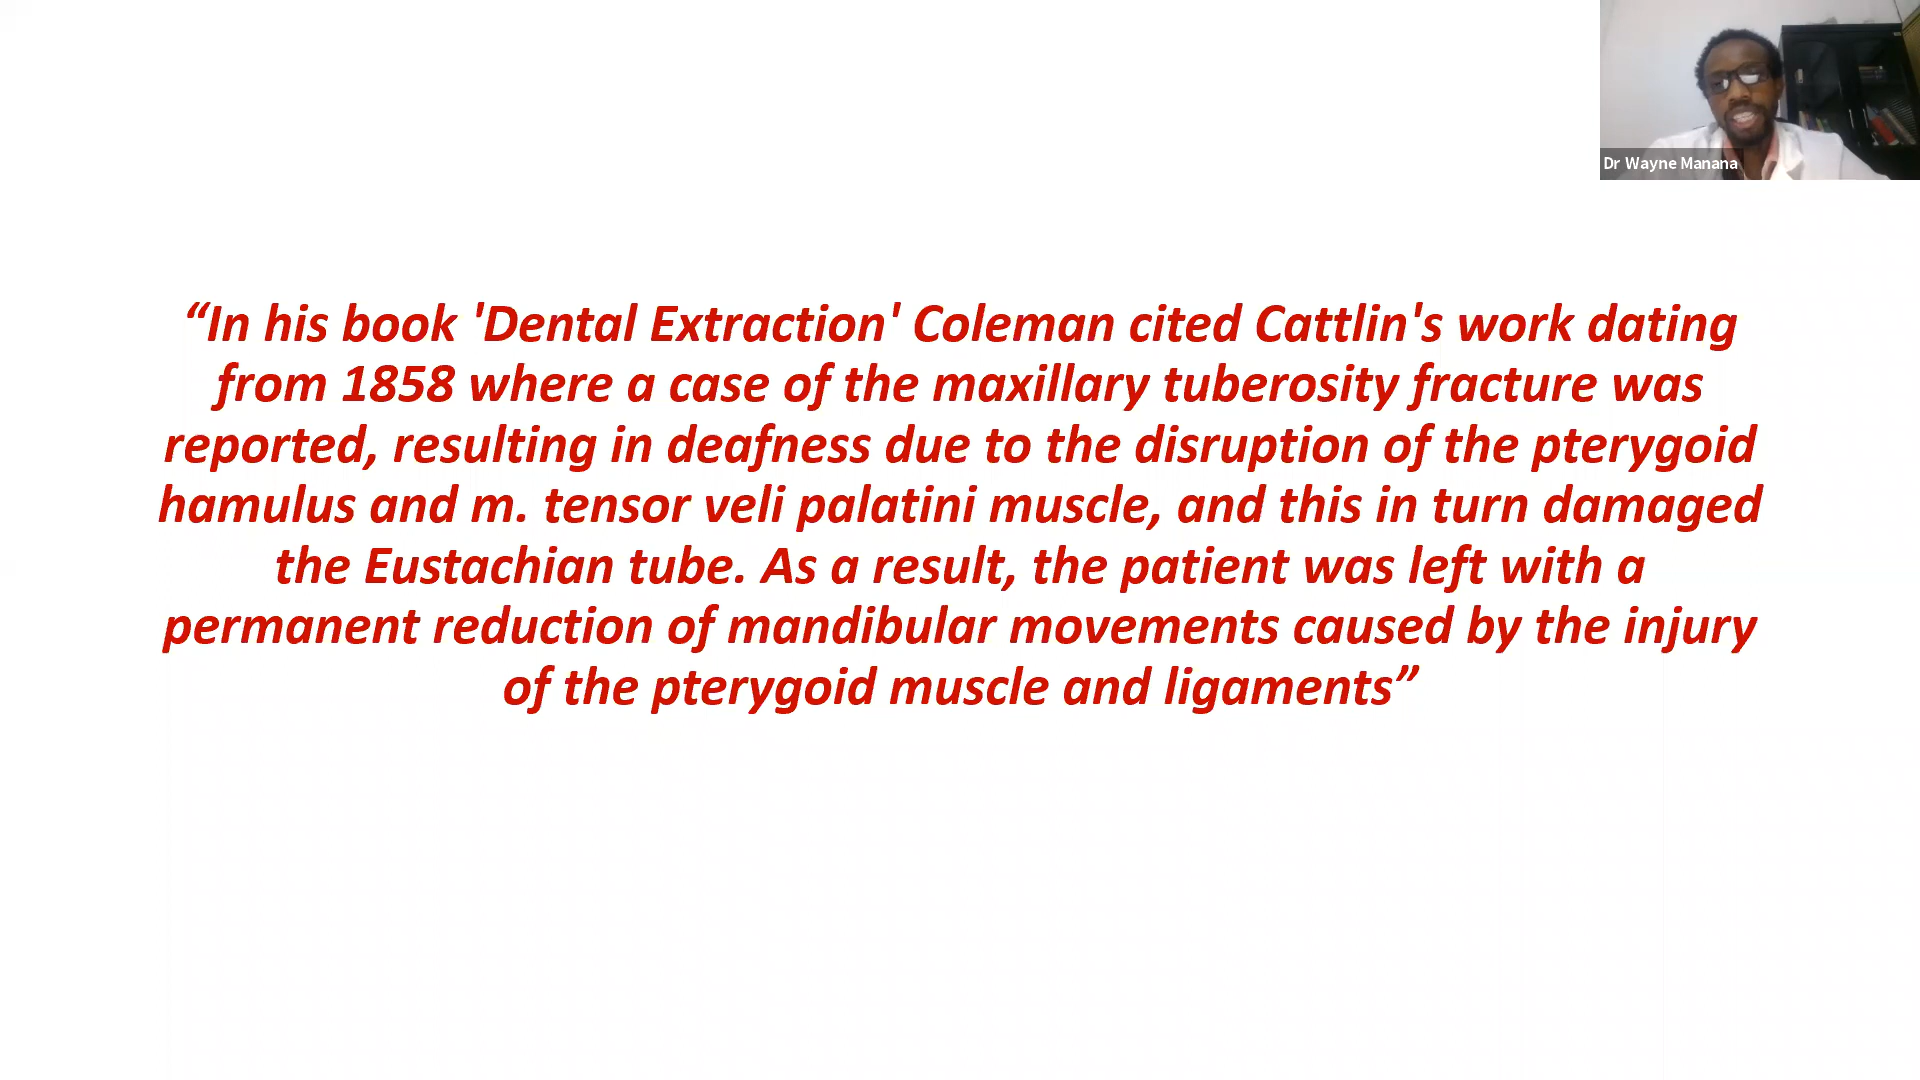 Dr Wayne Manana
“In his book 'Dental Extraction' Coleman cited Cattlin's work dating
from 1858 where a case of the maxillary tuberosity fracture was
reported, resulting in deafness due to the disruption of the pterygoid
hamulus and m. tensor veli palatini muscle, and this in turn damaged
the Eustachian tube. As a result, the patient was left with a
permanent reduction of mandibular movements caused by the injury
of the pterygoid muscle and ligaments”